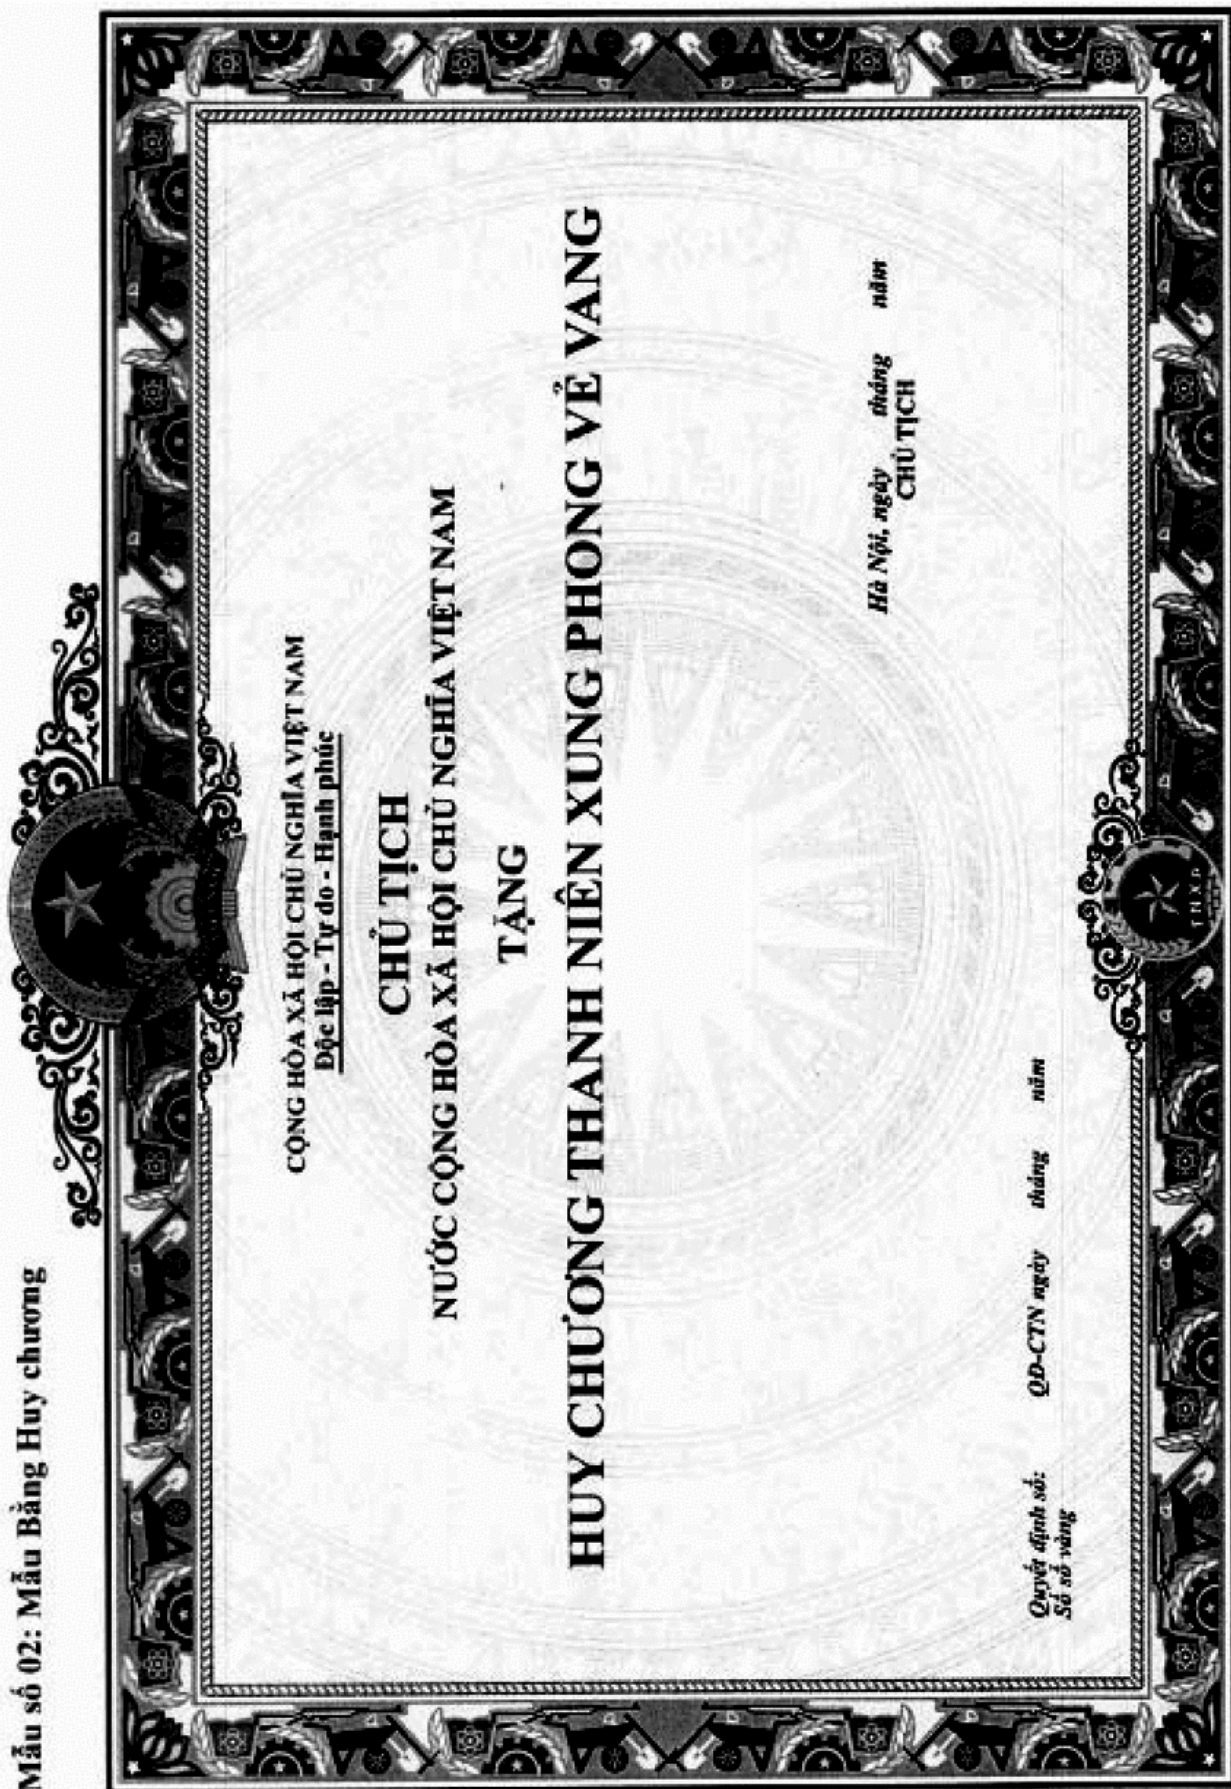 Mẫu số 02: Mẫu Bằng Huy chương
CỘNG HÒA XÃ HỘI CHỦ NGHĨA VIỆT NAM
Độc lập - Tự do - Hạnh phúc
CHỦ TỊCH
NƯỚC CỘNG HÒA XÃ HỘI CHỦ NGHĨA VIỆT NAM
TẶNG
HUY CHƯƠNG THANH NIÊN XUNG PHONG VẺ VANG
Hà Nội, ngày tháng năm
CHỦ TỊCH
Quyết định số: QĐ-CTN ngày tháng năm
Số sổ vàng
TNXP